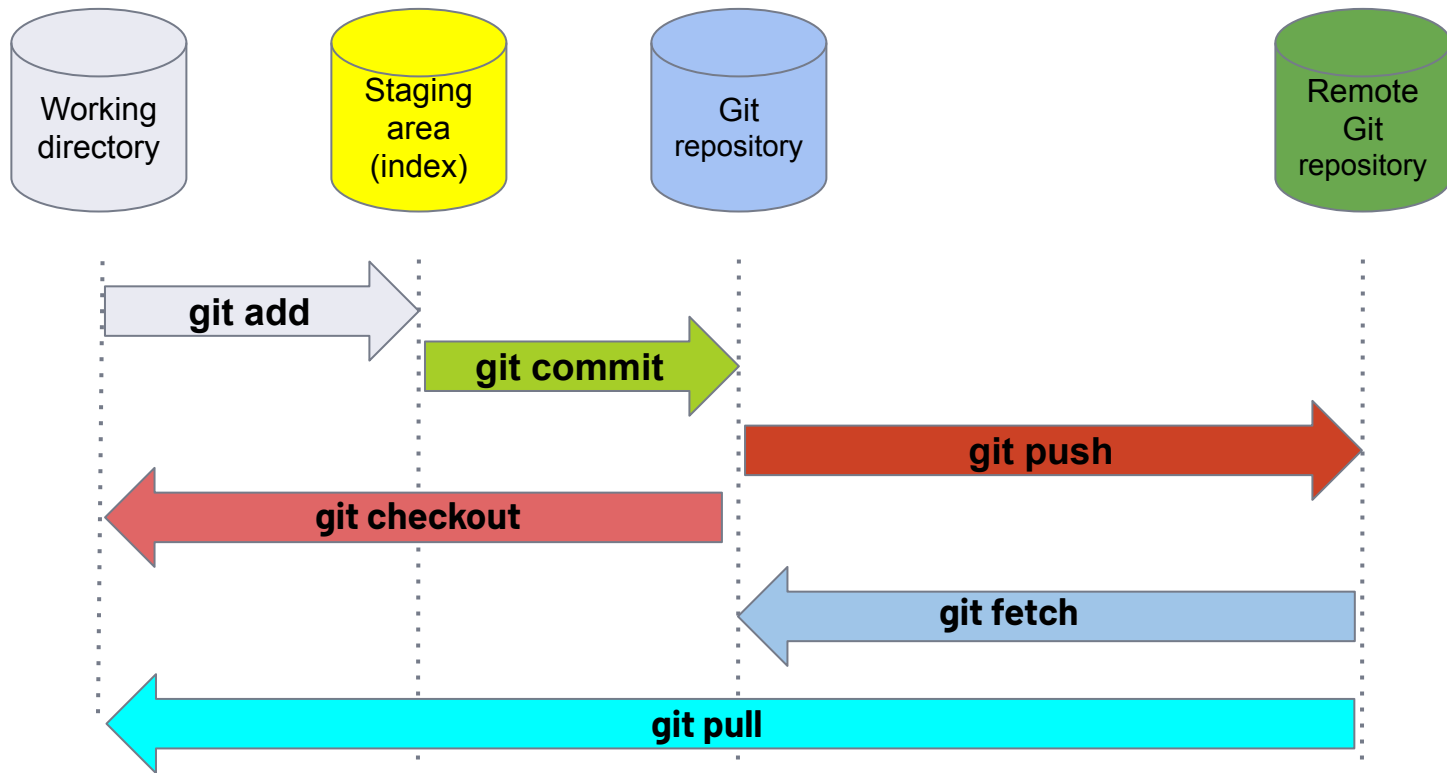 Working
directory
Staging
area
(index)
Git
repository
Remote
Git
repository
git add
git commit
git push
git checkout
git fetch
git pull